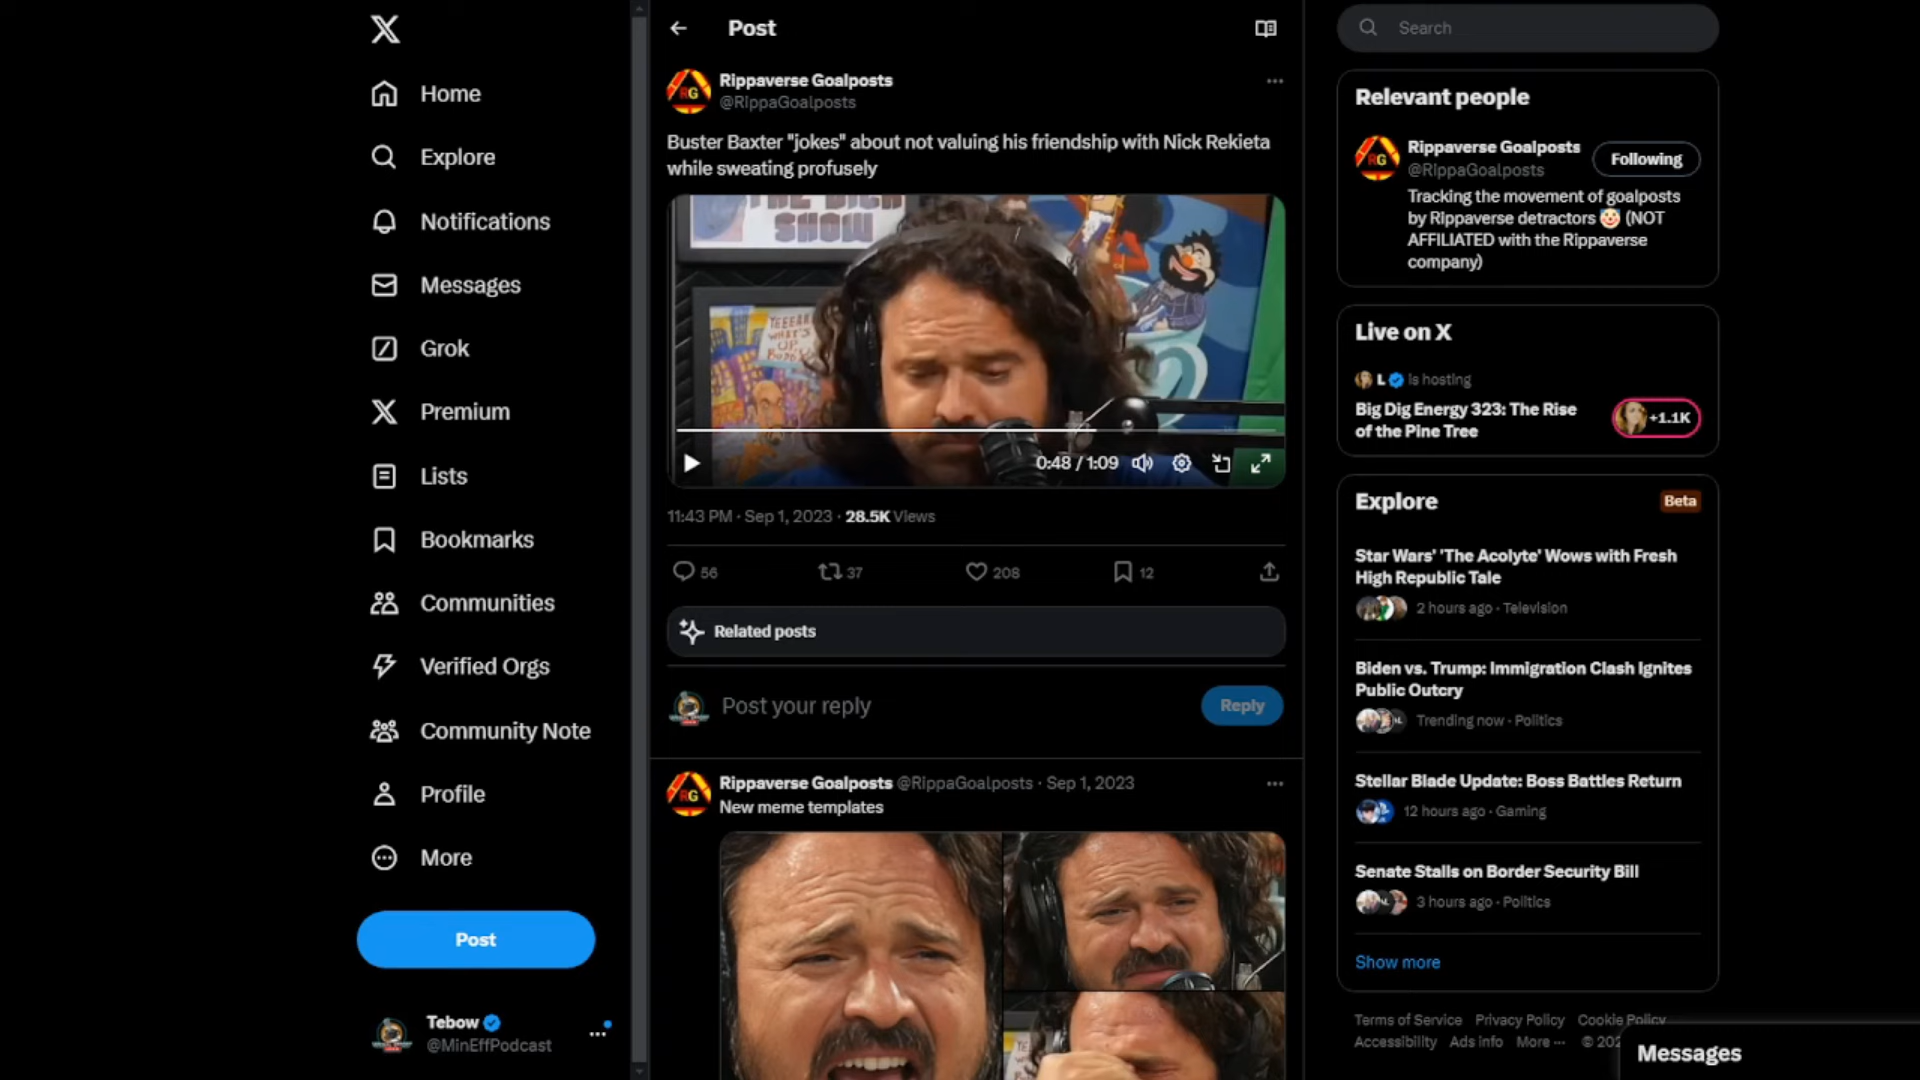 Home
Explore
Notifications
Messages
Grok
Premium
Lists
Bookmarks
Communities
Verified Orgs
Community Note
Profile
More
Post
Tebow
@MinEffPodcast
Post
Rippaverse Goalposts
@RippaGoalposts
Buster Baxter "jokes" about not valuing his friendship with Nick Rekieta
while sweating profusely
SHOW
WHAT'S
UP,
0:48 / 1:09
11:43 PM · Sep 1, 2023 · 28.5K Views
56
37
208
12
Related posts
Post your reply
Reply
Rippaverse Goalposts @RippaGoalposts · Sep 1, 2023
New meme templates
Search
Relevant people
Rippaverse Goalposts
@RippaGoalposts
Following
Tracking the movement of goalposts
by Rippaverse detractors 🤡 (NOT
AFFILIATED with the Rippaverse
company)
Live on X
L is hosting
Big Dig Energy 323: The Rise
of the Pine Tree
+1.1K
Explore
Beta
Star Wars' 'The Acolyte' Wows with Fresh
High Republic Tale
2 hours ago · Television
Biden vs. Trump: Immigration Clash Ignites
Public Outcry
Trending now · Politics
Stellar Blade Update: Boss Battles Return
12 hours ago · Gaming
Senate Stalls on Border Security Bill
3 hours ago · Politics
Show more
Terms of Service Privacy Policy Cookie Policy
Accessibility Ads info More ··· © 202
Messages